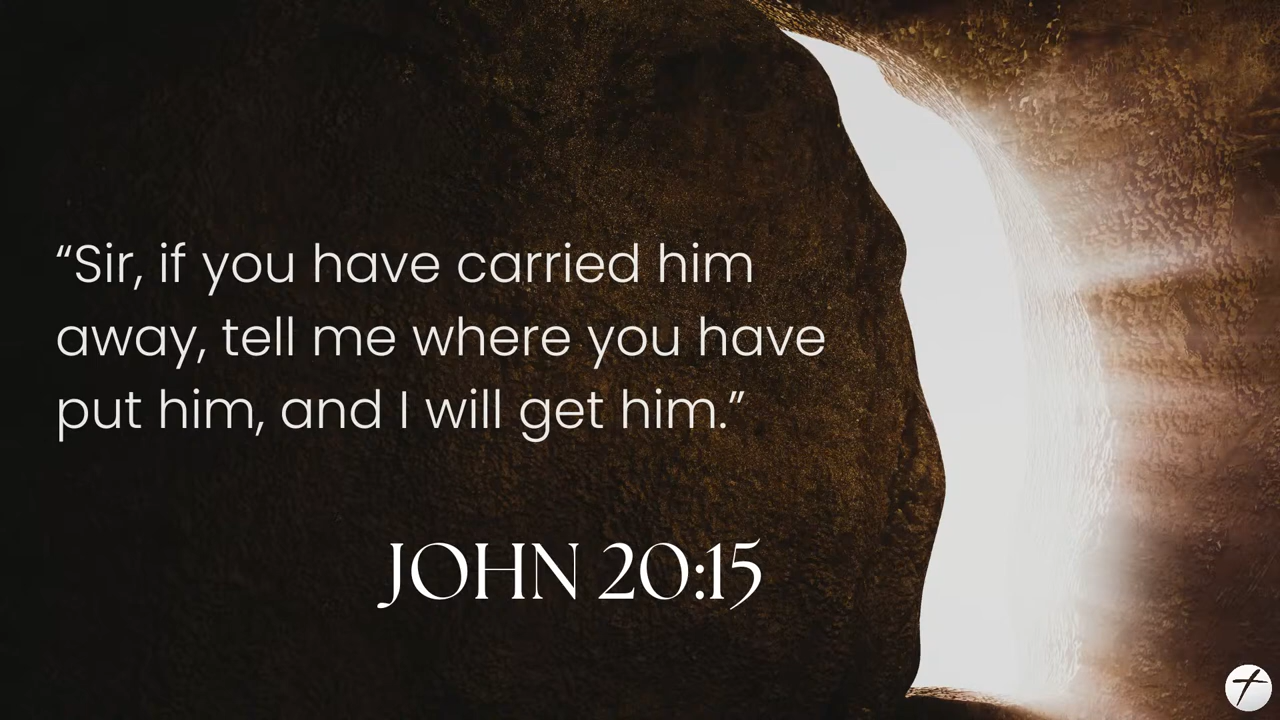 “Sir, if you have carried him
away, tell me where you have
put him, and I will get him.”
JOHN 20:15